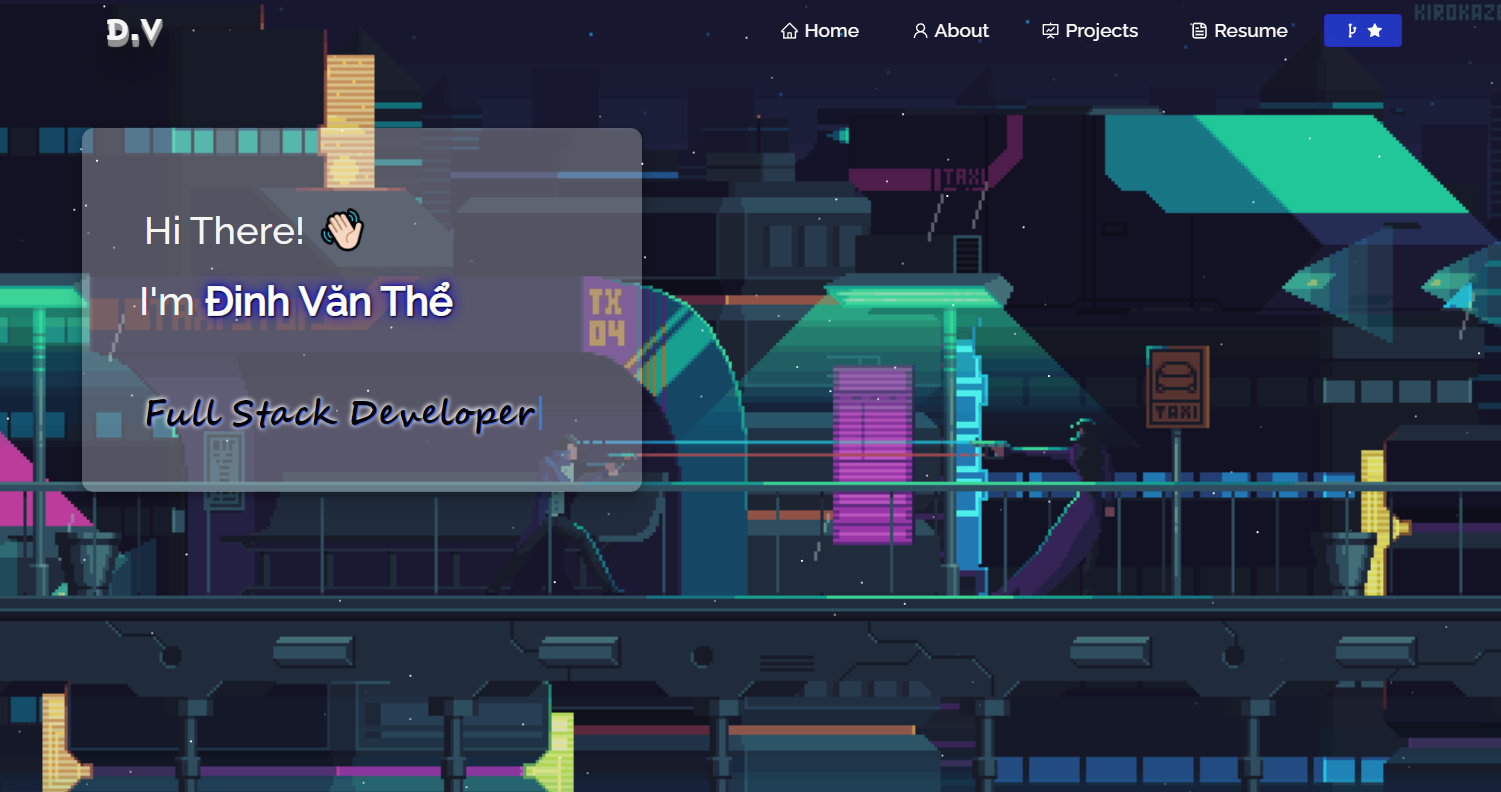 Đ.V
Home
About
Projects
Resume
KIROKAZE
TAXI
Hi There! 👋🏻
I'm Đinh Văn Thể
TX
04
Full Stack Developer
TAXI